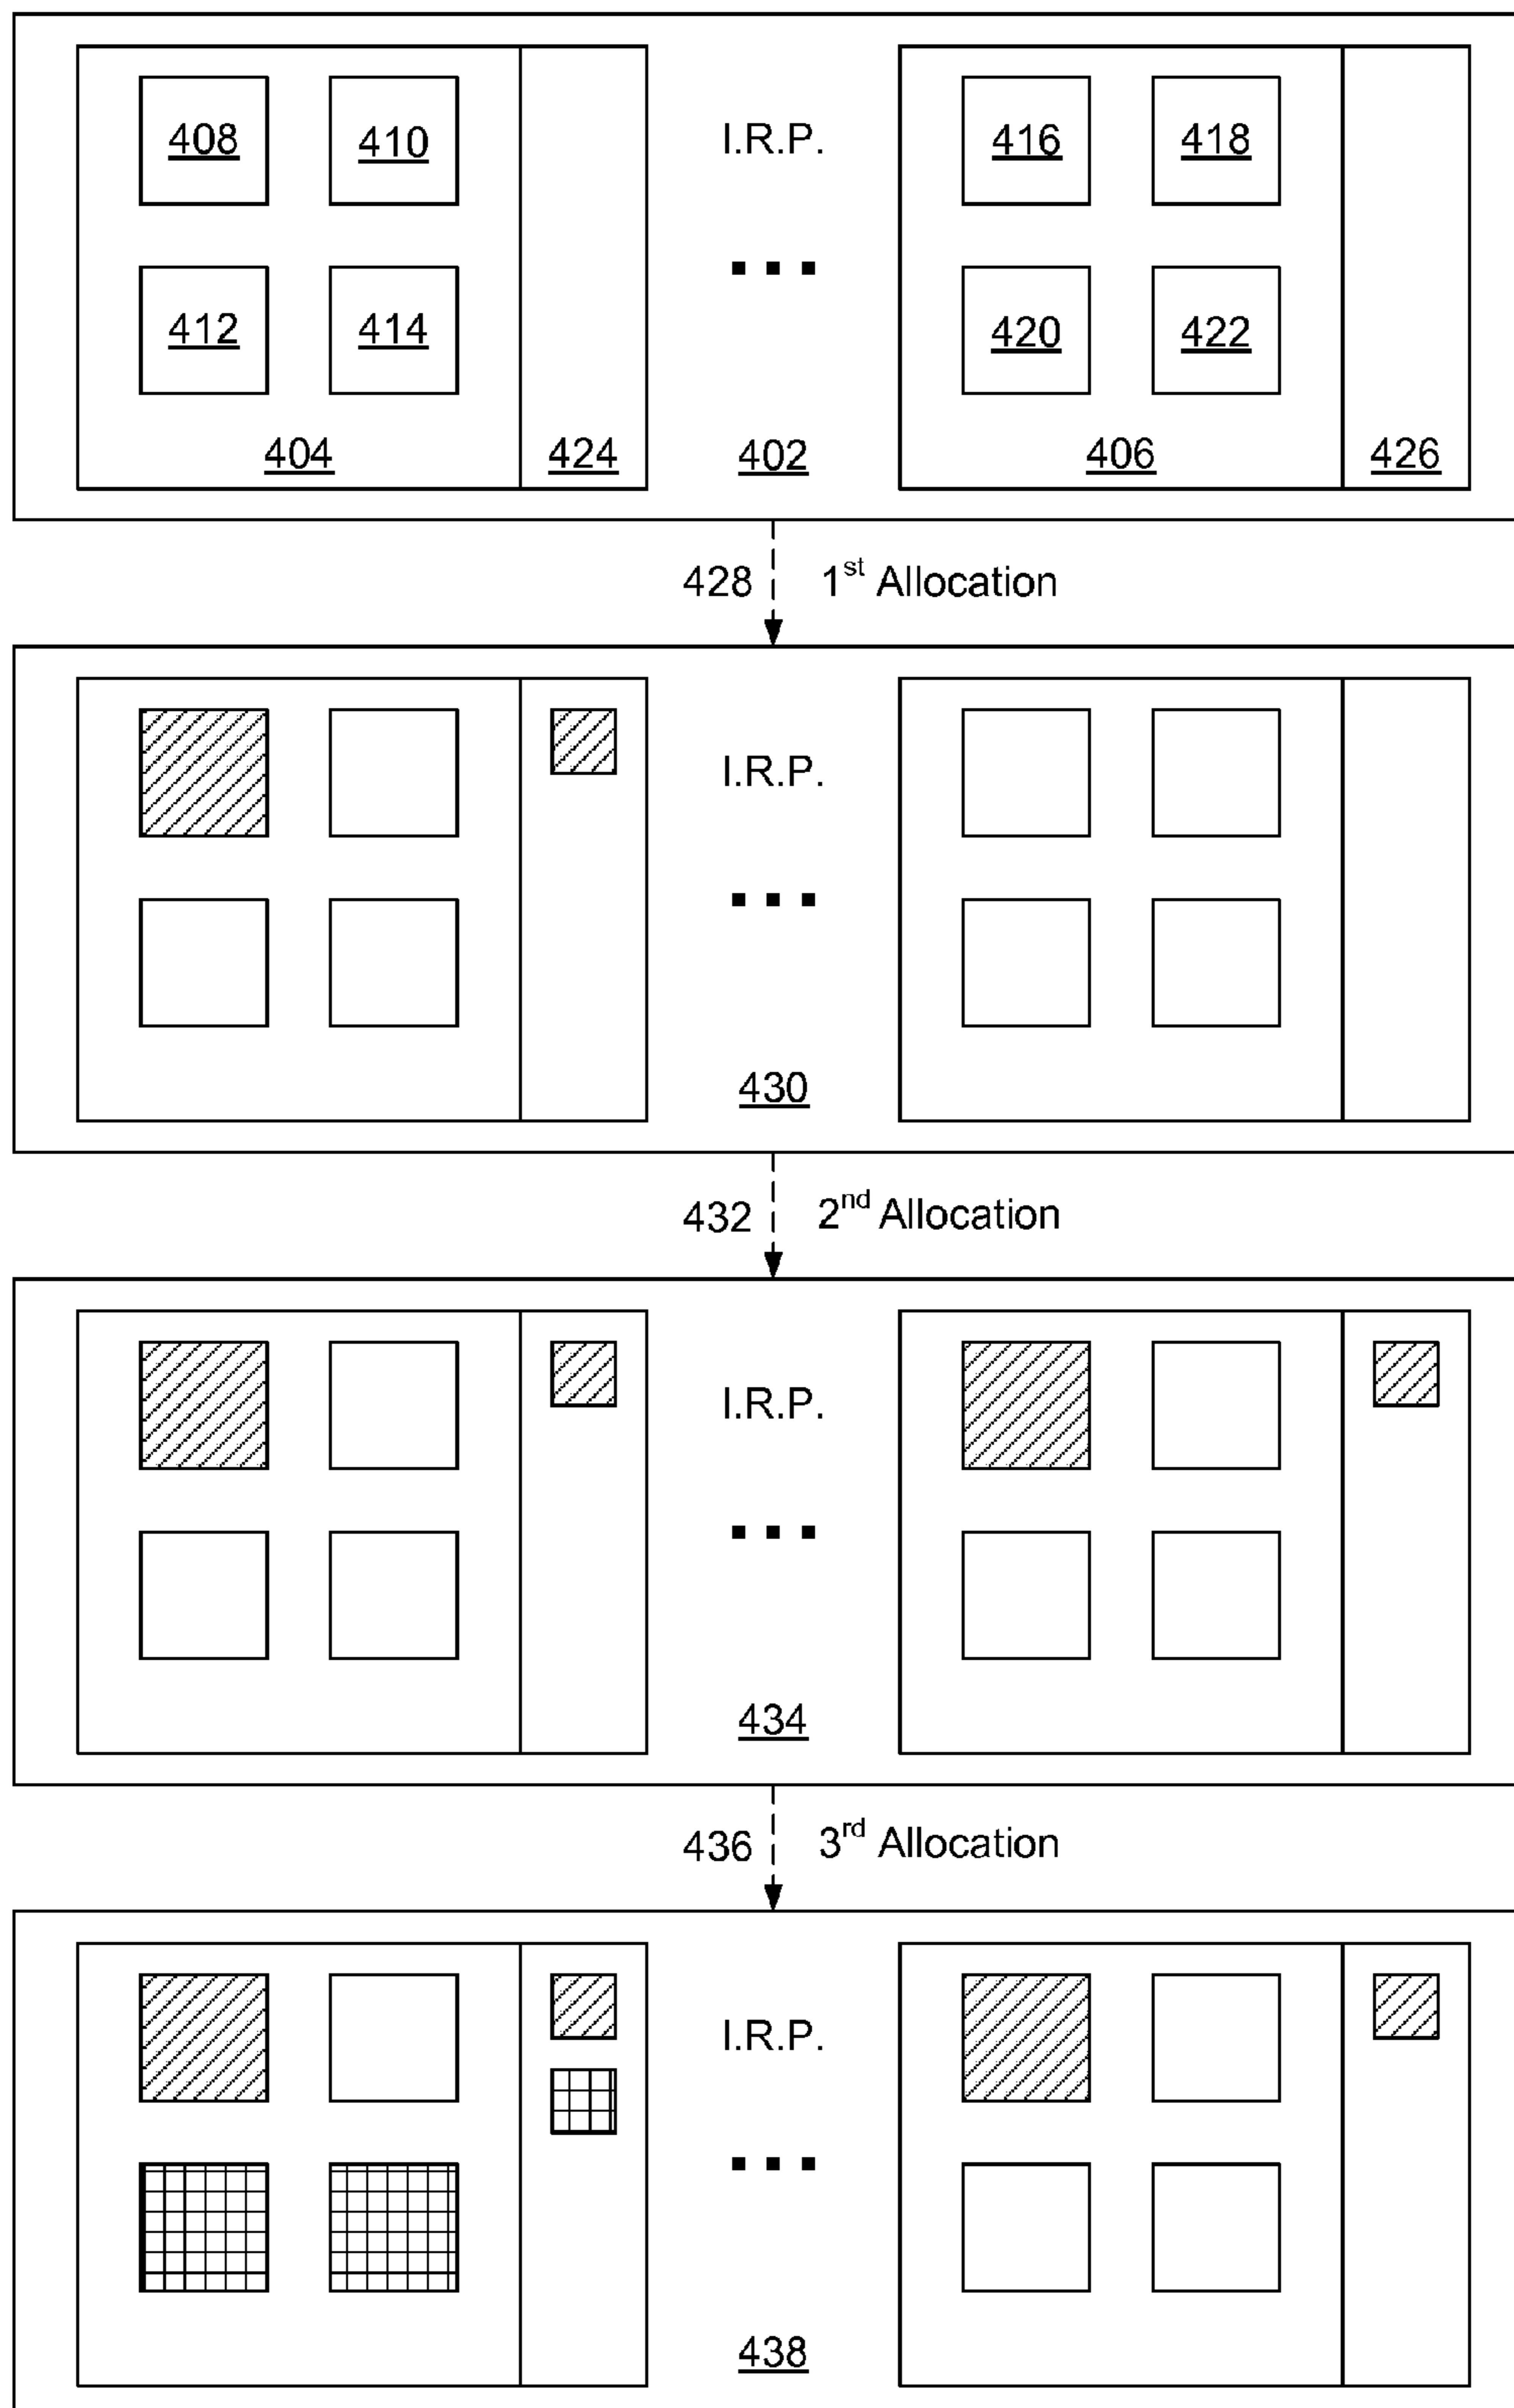 408 410 I.R.P. 416 418
412 414 420 422
404 424 402 406 426
428 1st Allocation
I.R.P.
430
432 2nd Allocation
I.R.P.
434
436 3rd Allocation
I.R.P.
438